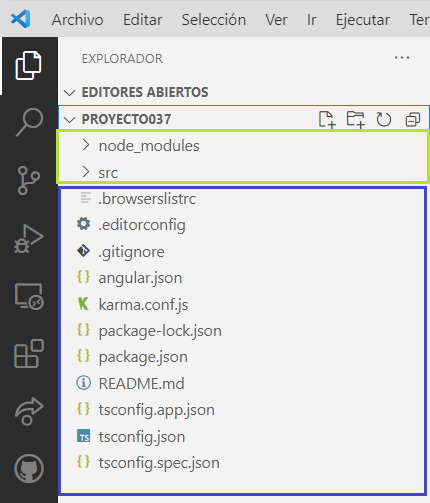 Archivo Editar Selección Ver Ir Ejecutar Ter
EXPLORADOR
EDITORES ABIERTOS
PROYECTO037
node_modules
src
.browserslistrc
.editorconfig
.gitignore
{} angular.json
karma.conf.js
{} package-lock.json
{} package.json
README.md
{} tsconfig.app.json
TS tsconfig.json
{} tsconfig.spec.json